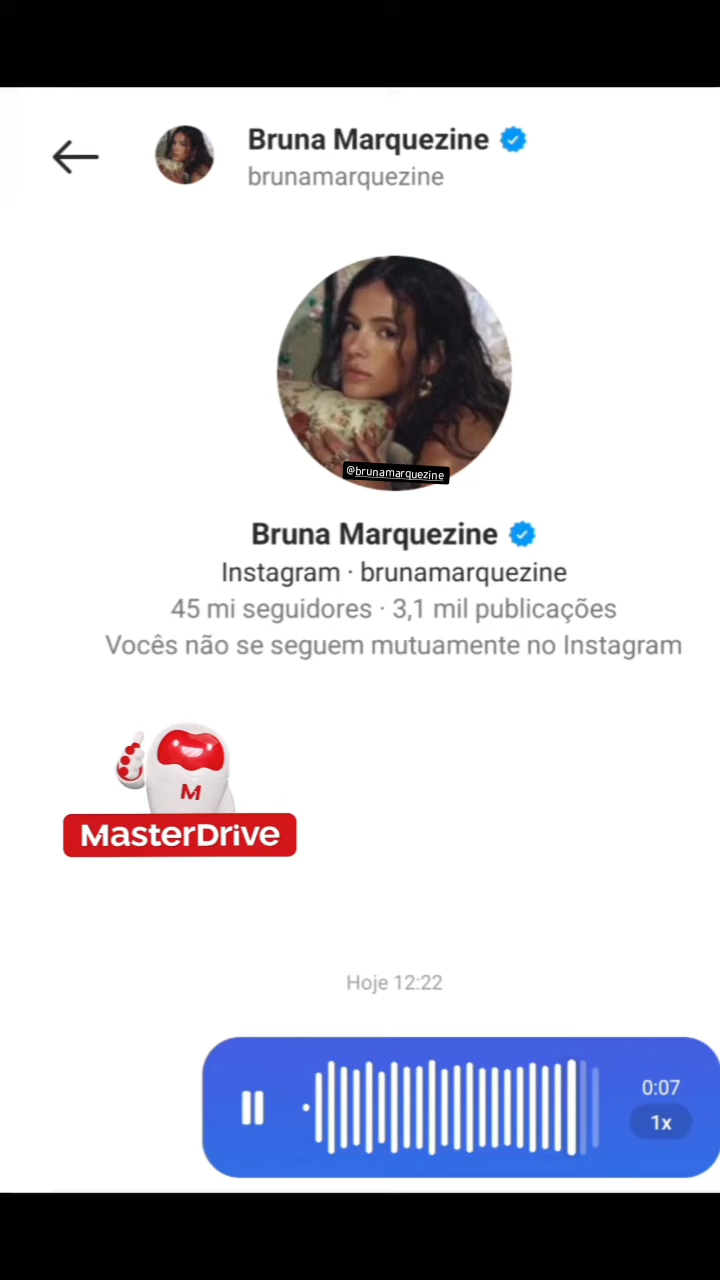 Bruna Marquezine
brunamarquezine
@brunamarquezine
Bruna Marquezine
Instagram · brunamarquezine
45 mi seguidores · 3,1 mil publicações
Vocês não se seguem mutuamente no Instagram
M
MasterDrive
Hoje 12:22
0:07
1x